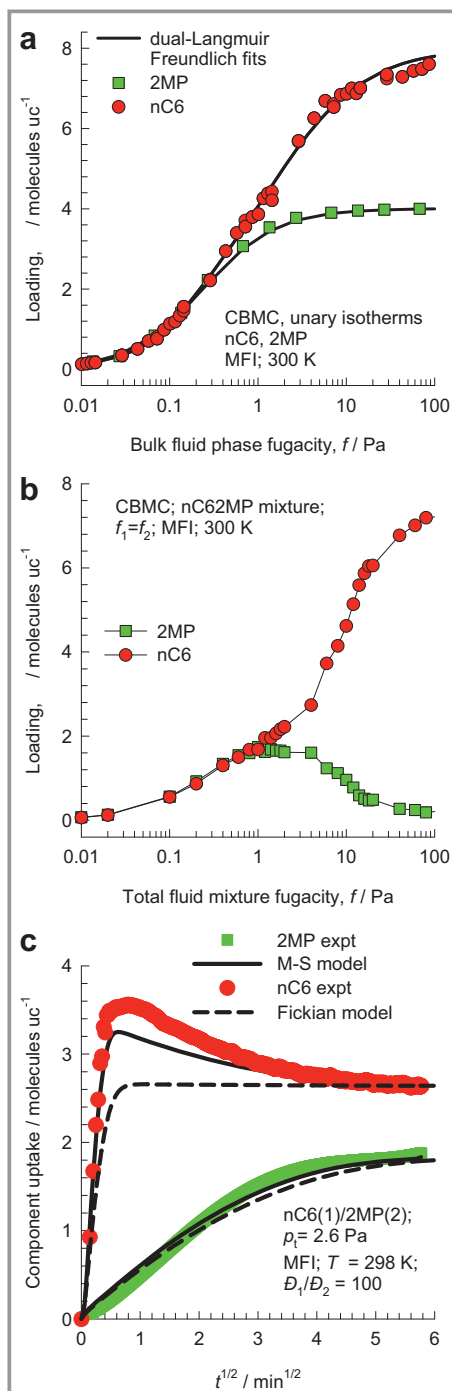 a
dual-Langmuir
Freundlich fits
2MP
nC6
8
6
4
2
0
Loading, / molecules uc⁻¹
CBMC, unary isotherms
nC6, 2MP
MFI; 300 K
0.01 0.1 1 10 100
Bulk fluid phase fugacity, f / Pa
b
CBMC; nC62MP mixture;
f₁=f₂; MFI; 300 K
2MP
nC6
8
6
4
2
0
Loading, / molecules uc⁻¹
0.01 0.1 1 10 100
Total fluid mixture fugacity, f / Pa
c
2MP expt
M-S model
nC6 expt
Fickian model
4
3
2
1
0
Component uptake / molecules uc⁻¹
nC6(1)/2MP(2);
pₜ= 2.6 Pa
MFI; T = 298 K;
Đ₁/Đ₂ = 100
0 1 2 3 4 5 6
t¹ᐟ² / min¹ᐟ²